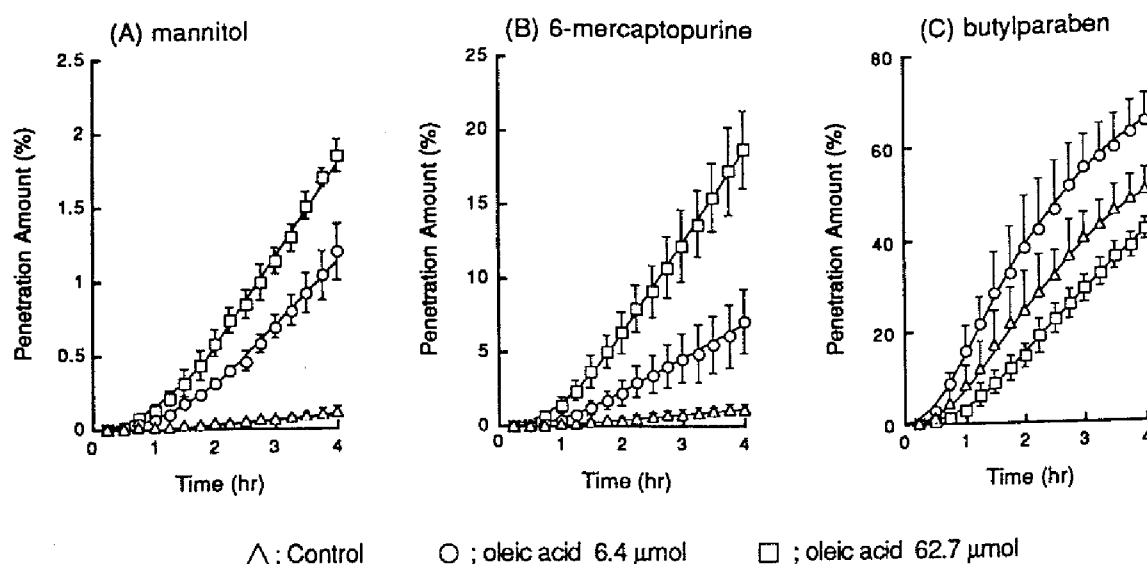 (A) mannitol
(B) 6-mercaptopurine
(C) butylparaben
Penetration Amount (%)
2.5
2
1.5
1
0.5
0
0 1 2 3 4
Time (hr)
Penetration Amount (%)
25
20
15
10
5
0
0 1 2 3 4
Time (hr)
Penetration Amount (%)
80
60
40
20
0
0 1 2 3 4
Time (hr)
△ ; Control ○ ; oleic acid 6.4 μmol □ ; oleic acid 62.7 μmol